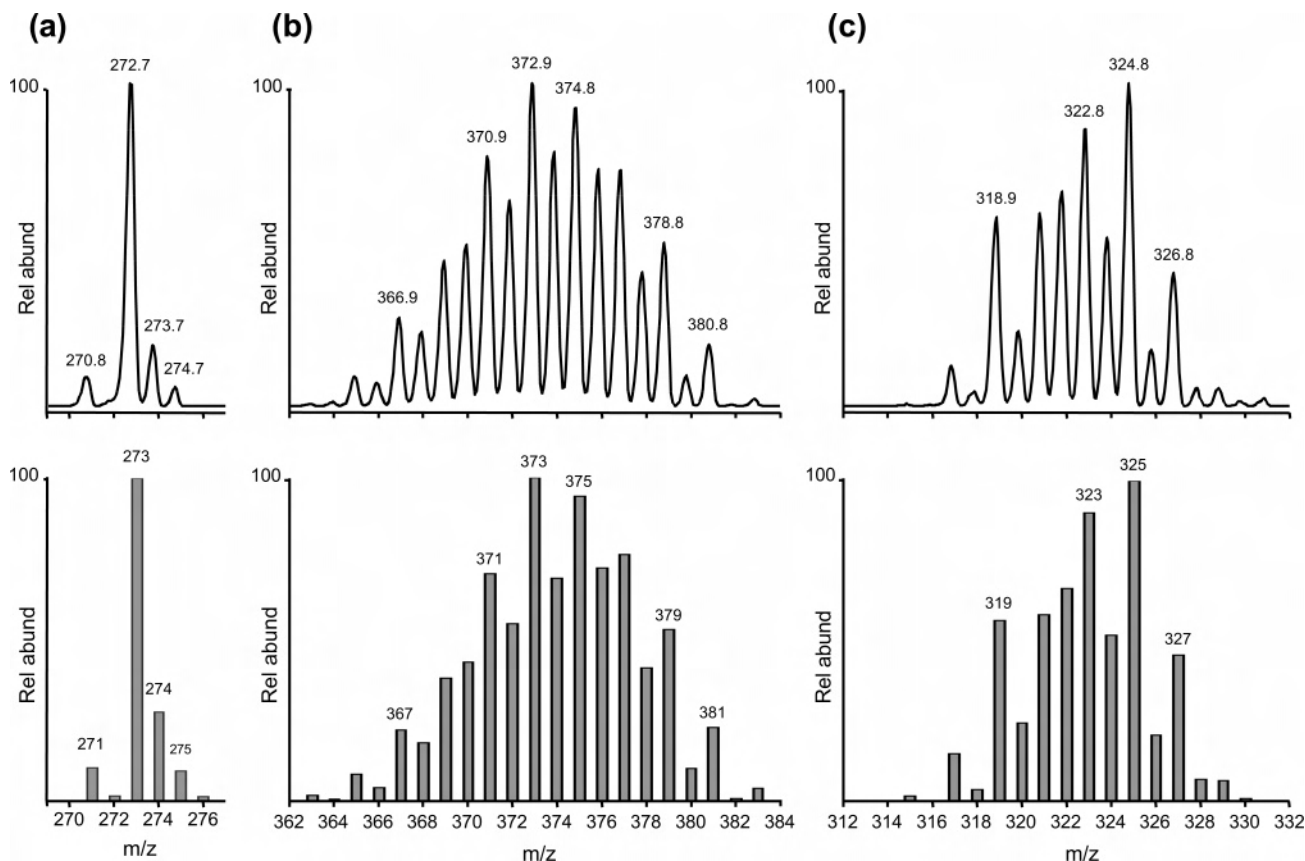 (a)
(b)
(c)
100
272.7
270.8
273.7
274.7
Rel abund
100
366.9
370.9
372.9
374.8
378.8
380.8
Rel abund
100
318.9
322.8
324.8
326.8
Rel abund
100
273
271
274
275
Rel abund
270 272 274 276
m/z
100
367
371
373
375
379
381
Rel abund
362 364 366 368 370 372 374 376 378 380 382 384
m/z
100
319
323
325
327
Rel abund
312 314 316 318 320 322 324 326 328 330 332
m/z